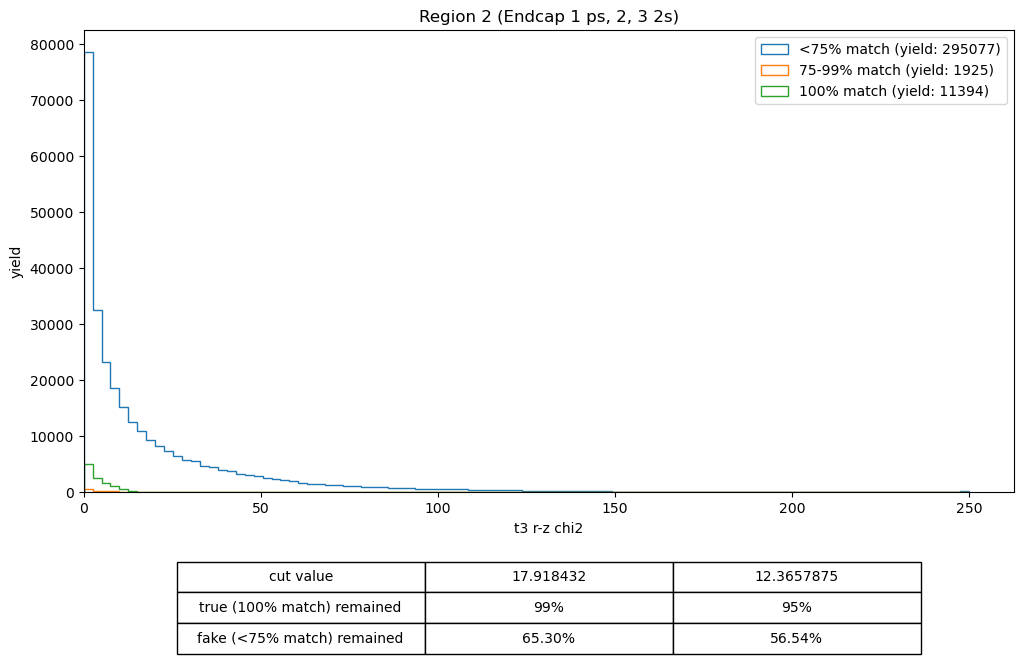 Region 2 (Endcap 1 ps, 2, 3 2s)
<75% match (yield: 295077)
75-99% match (yield: 1925)
100% match (yield: 11394)
80000
70000
60000
50000
40000
30000
20000
10000
0
yield
0 50 100 150 200 250
t3 r-z chi2
cut value 17.918432 12.3657875
true (100% match) remained 99% 95%
fake (<75% match) remained 65.30% 56.54%